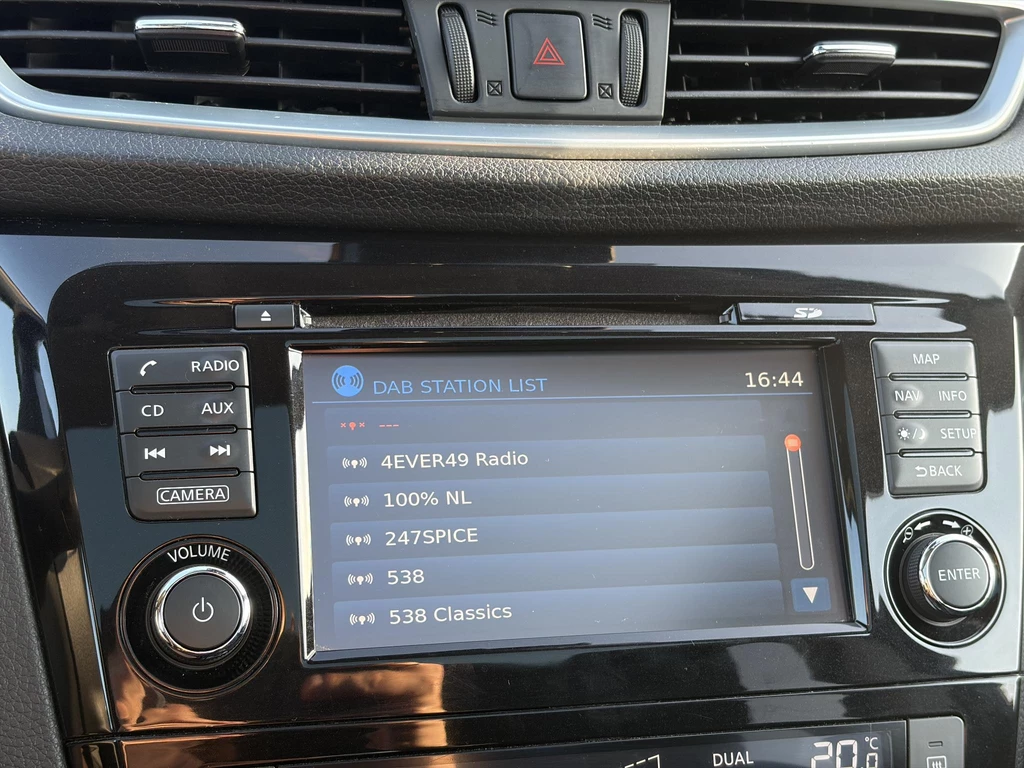 SD
RADIO
CD AUX
CAMERA
VOLUME
DAB STATION LIST 16:44
---
4EVER49 Radio
100% NL
247SPICE
538
538 Classics
MAP
NAV INFO
SETUP
BACK
ENTER
DUAL 20.0 °C